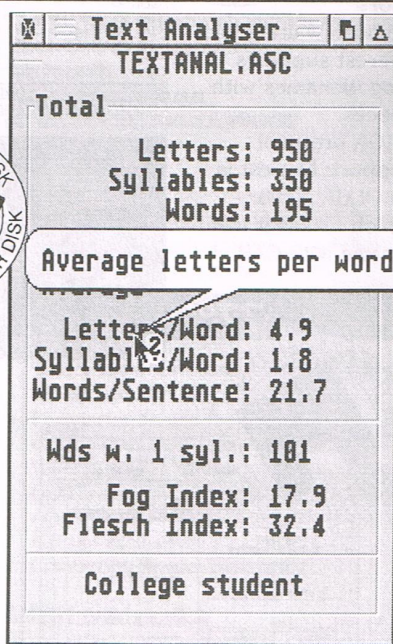 Text Analyser
TEXTANAL.ASC
Total
Letters: 950
Syllables: 350
Words: 195
DISK
Average letters per word
Letters/Word: 4.9
Syllables/Word: 1.8
Words/Sentence: 21.7
Wds w. 1 syl.: 101
Fog Index: 17.9
Flesch Index: 32.4
College student